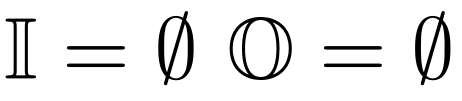 𝕀 = ∅ 𝕆 = ∅